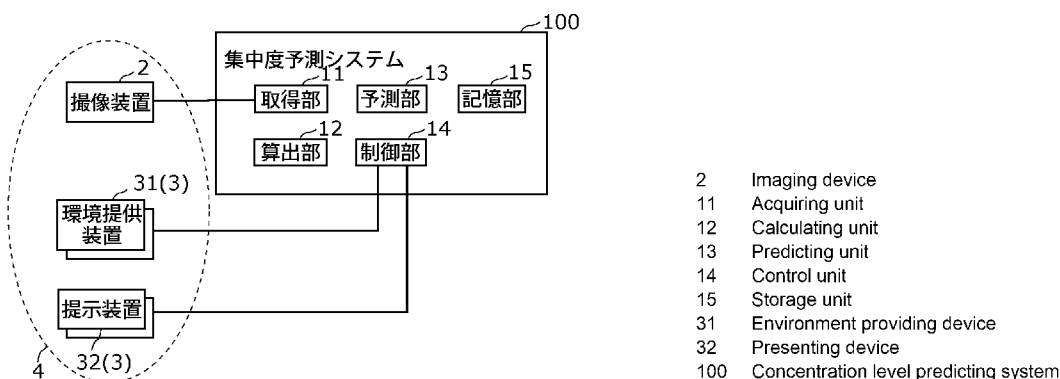 100
集中度予測システム
2
撮像装置
11
取得部
13
予測部
15
記憶部
12
算出部
14
制御部
31(3)
環境提供
装置
提示装置
32(3)
4
2 Imaging device
11 Acquiring unit
12 Calculating unit
13 Predicting unit
14 Control unit
15 Storage unit
31 Environment providing device
32 Presenting device
100 Concentration level predicting system